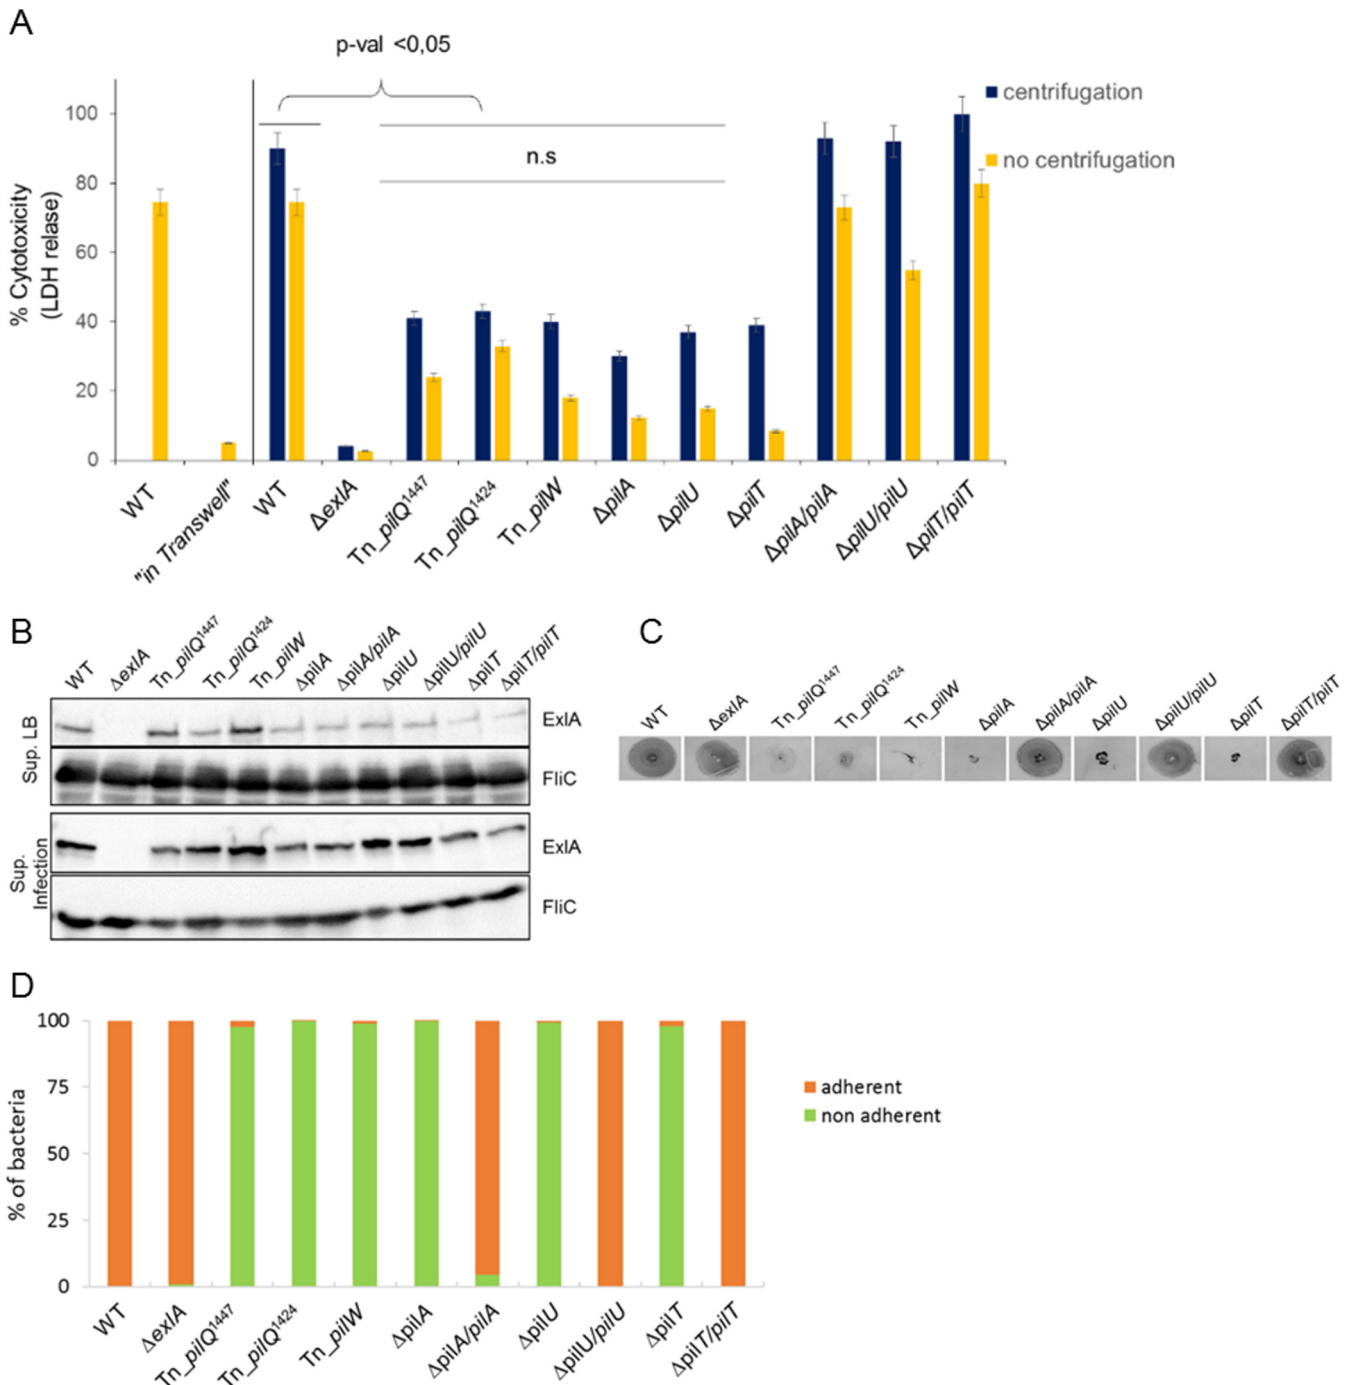 A
p-val <0,05
centrifugation
no centrifugation
n.s
% Cytotoxicity
(LDH relase)
100
80
60
40
20
0
WT
"in Transwell"
WT
ΔexlA
Tn_pilQ¹⁴⁴⁷
Tn_pilQ¹⁴²⁴
Tn_pilW
ΔpilA
ΔpilU
ΔpilT
ΔpilA/pilA
ΔpilU/pilU
ΔpilT/pilT
B
WT
ΔexlA
Tn_pilQ¹⁴⁴⁷
Tn_pilQ¹⁴²⁴
Tn_pilW
ΔpilA
ΔpilA/pilA
ΔpilU
ΔpilU/pilU
ΔpilT
ΔpilT/pilT
Sup. LB
ExlA
FliC
Sup.
Infection
ExlA
FliC
C
WT
ΔexlA
Tn_pilQ¹⁴⁴⁷
Tn_pilQ¹⁴²⁴
Tn_pilW
ΔpilA
ΔpilA/pilA
ΔpilU
ΔpilU/pilU
ΔpilT
ΔpilT/pilT
D
% of bacteria
100
75
50
25
0
adherent
non adherent
WT
ΔexlA
Tn_pilQ¹⁴⁴⁷
Tn_pilQ¹⁴²⁴
Tn_pilW
ΔpilA
ΔpilA/pilA
ΔpilU
ΔpilU/pilU
ΔpilT
ΔpilT/pilT